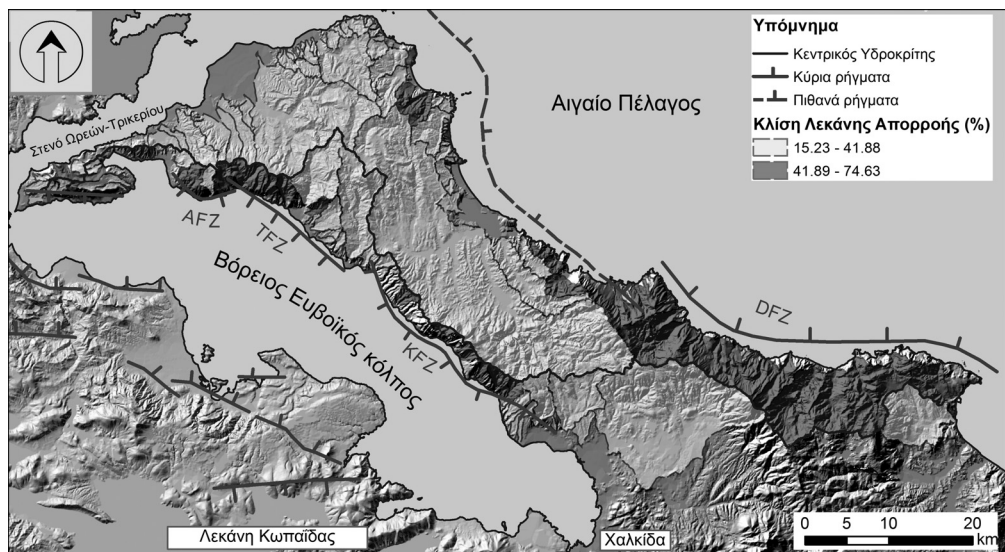 Υπόμνημα
Κεντρικός Υδροκρίτης
Κύρια ρήγματα
Πιθανά ρήγματα
Κλίση Λεκάνης Απορροής (%)
15.23 - 41.88
41.89 - 74.63
Αιγαίο Πέλαγος
Στενό Ωρεών-Τρικερίου
AFZ
TFZ
Βόρειος Ευβοϊκός κόλπος
KFZ
DFZ
Λεκάνη Κωπαΐδας
Χαλκίδα
0 5 10 20
km